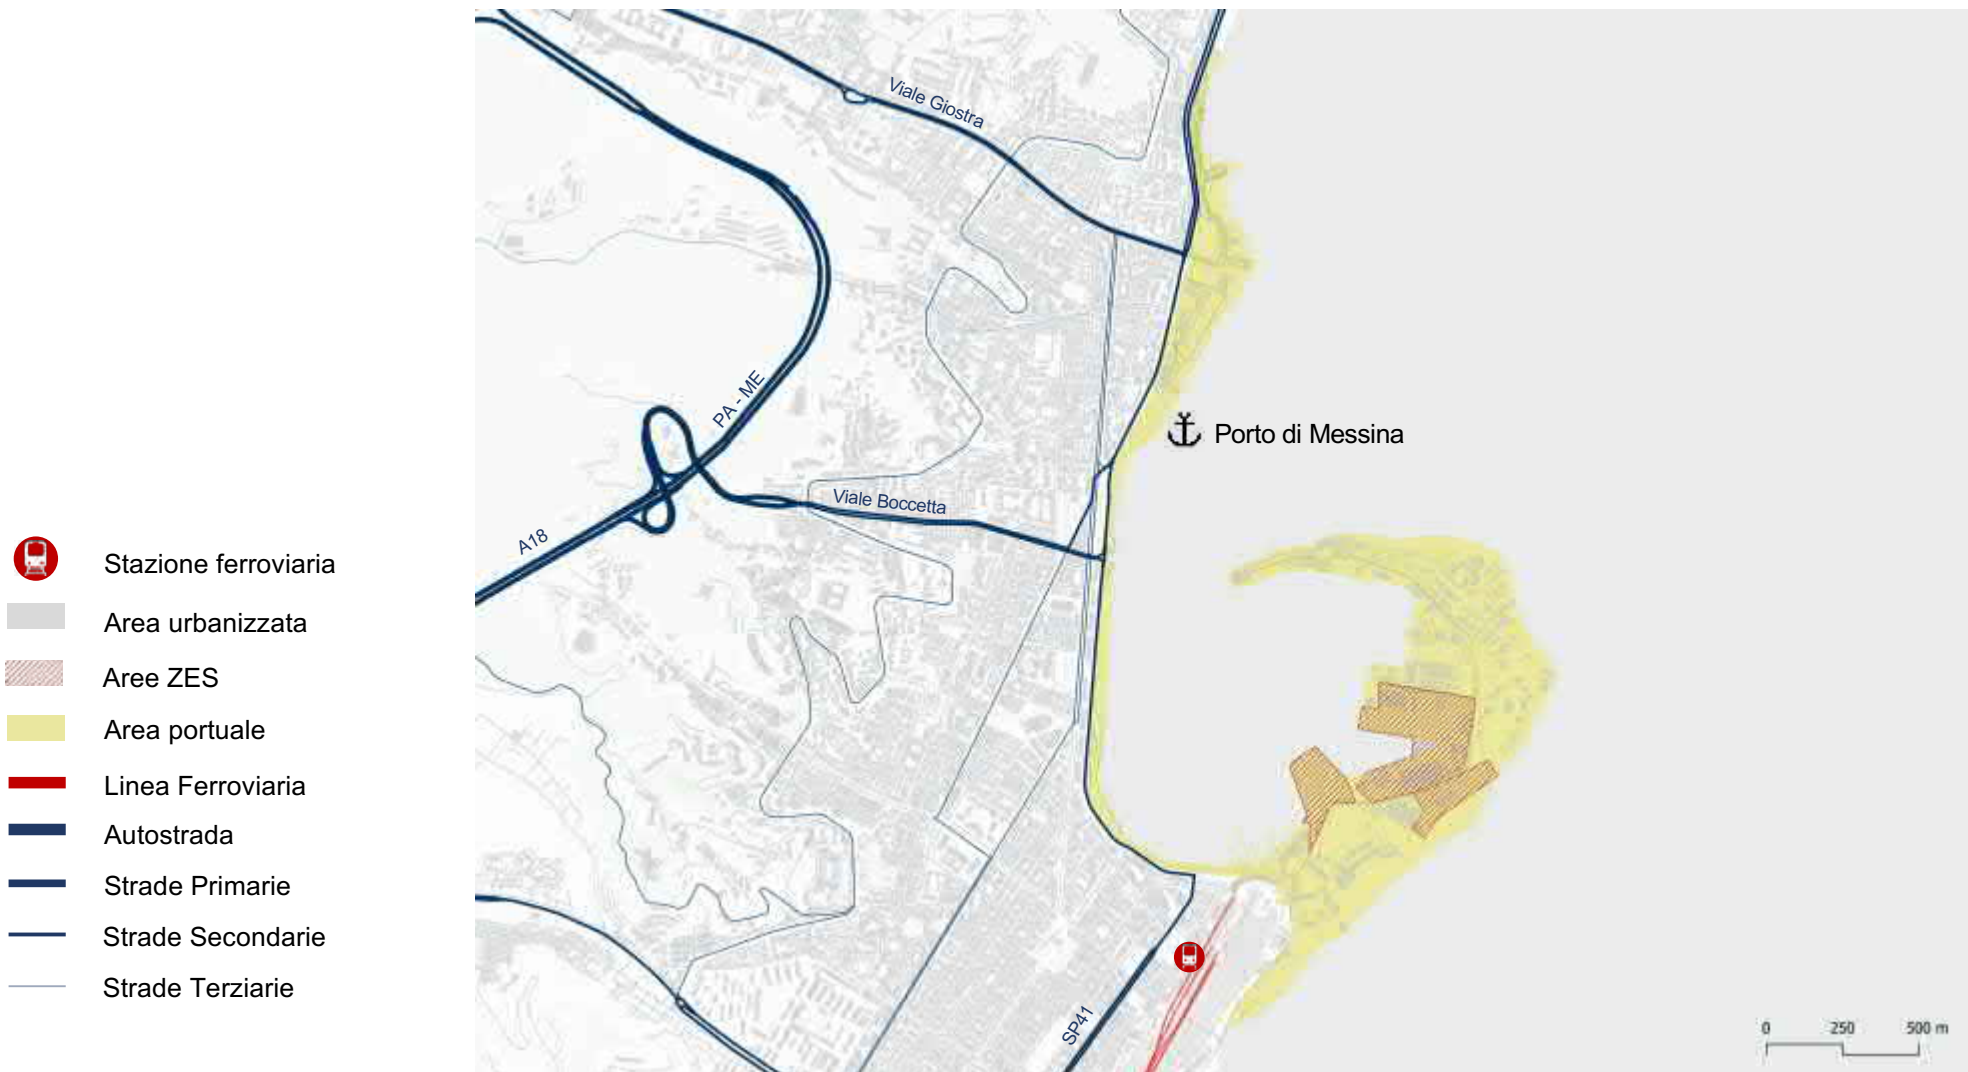 Viale Giostra
PA - ME
Porto di Messina
Viale Boccetta
A18
Stazione ferroviaria
Area urbanizzata
Aree ZES
Area portuale
Linea Ferroviaria
Autostrada
Strade Primarie
Strade Secondarie
Strade Terziarie
SP41
0 250 500 m